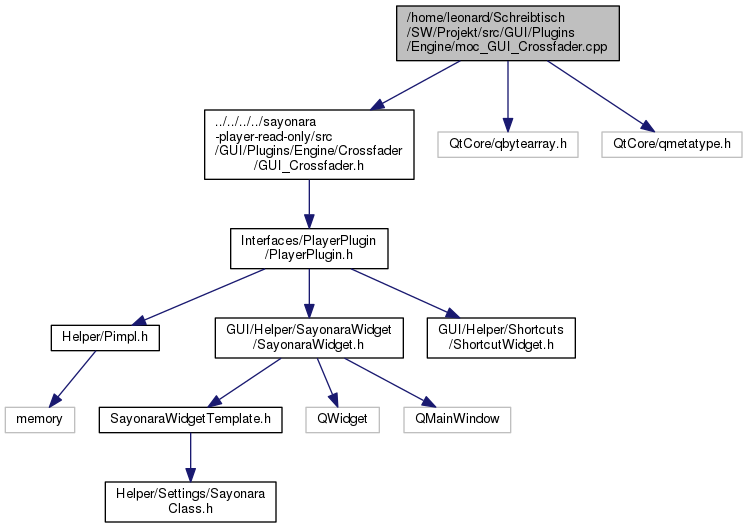 /home/leonard/Schreibtisch
/SW/Projekt/src/GUI/Plugins
/Engine/moc_GUI_Crossfader.cpp
../../../../../sayonara
-player-read-only/src
/GUI/Plugins/Engine/Crossfader
/GUI_Crossfader.h
QtCore/qbytearray.h
QtCore/qmetatype.h
Interfaces/PlayerPlugin
/PlayerPlugin.h
Helper/Pimpl.h
GUI/Helper/SayonaraWidget
/SayonaraWidget.h
GUI/Helper/Shortcuts
/ShortcutWidget.h
memory
SayonaraWidgetTemplate.h
QWidget
QMainWindow
Helper/Settings/Sayonara
Class.h